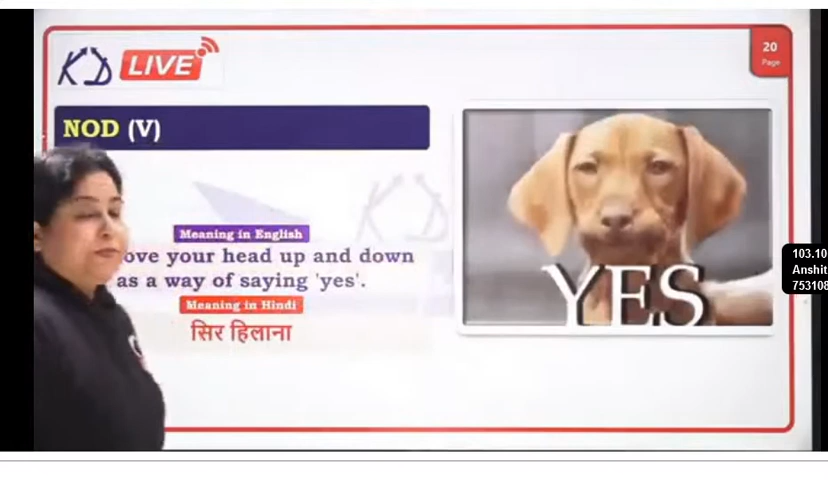 KD LIVE
20
Page
NOD (V)
Meaning in English
ove your head up and down
as a way of saying 'yes'.
Meaning in Hindi
सिर हिलाना
YES
103.10
Anshit
753108